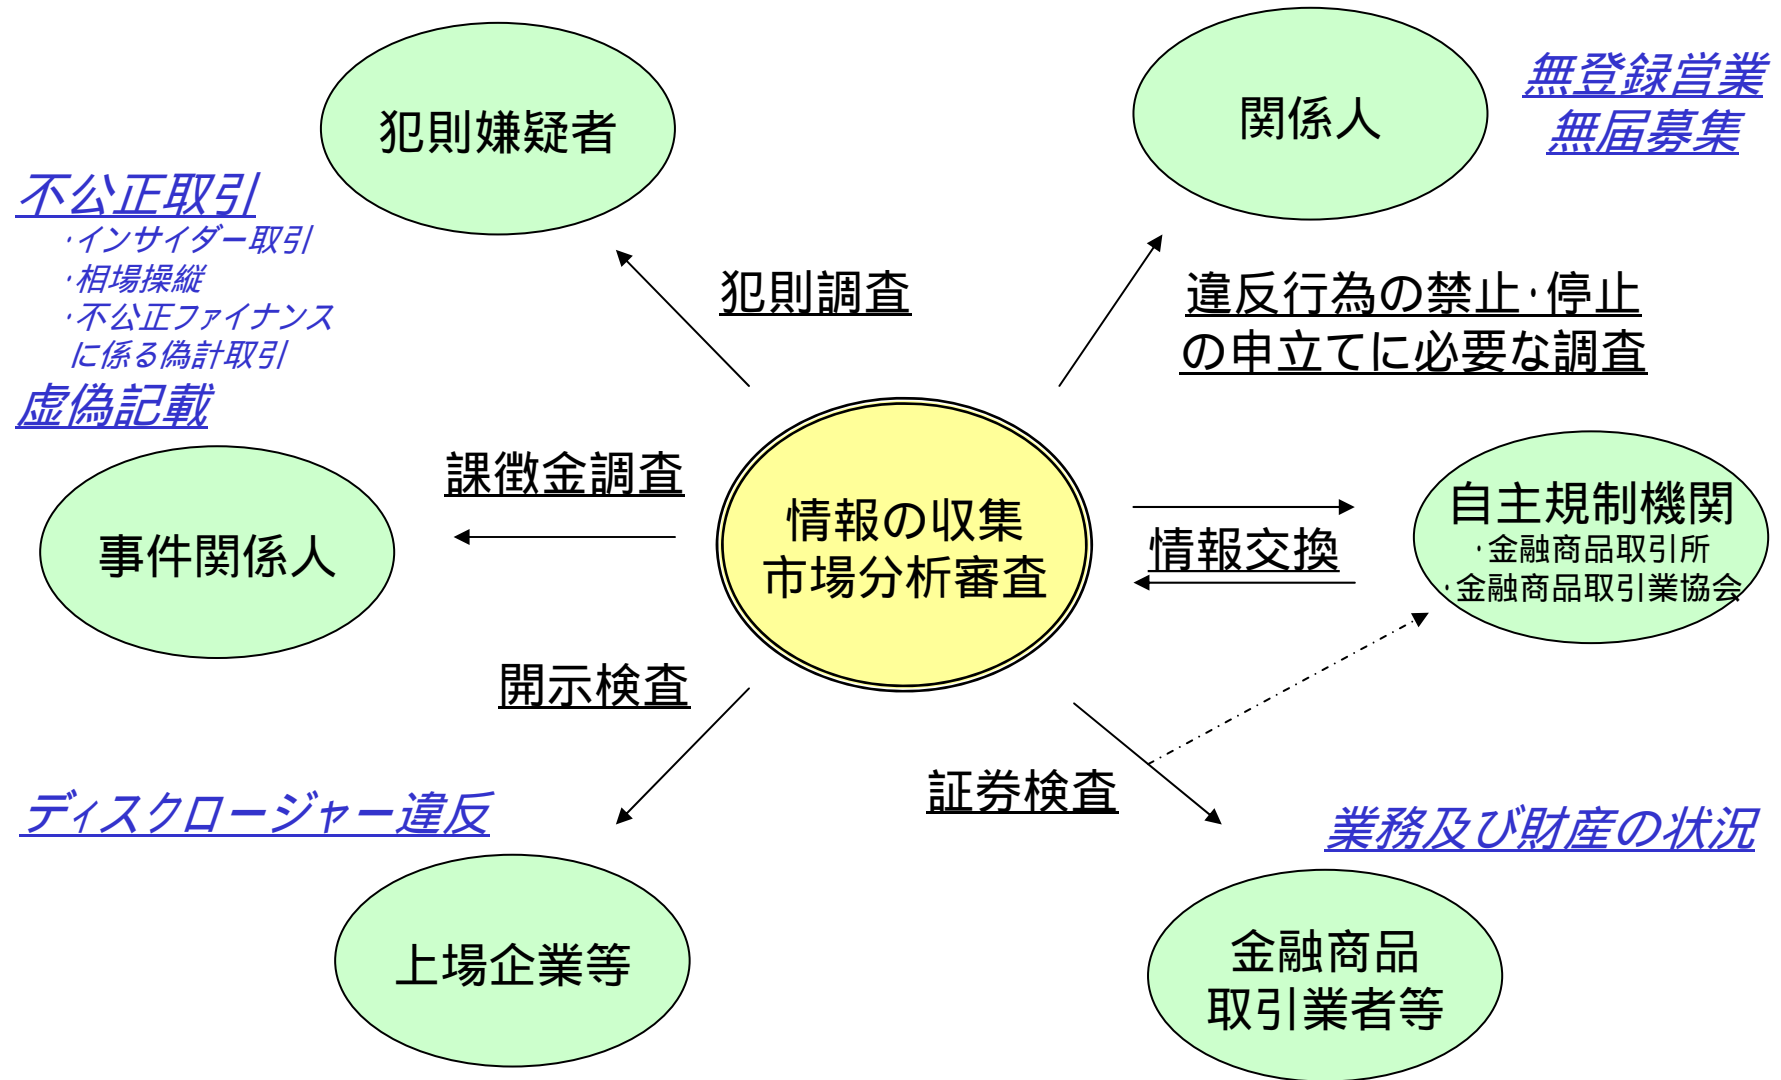 犯則嫌疑者
関係人
無登録営業
無届募集
不公正取引
・インサイダー取引
・相場操縦
・不公正ファイナンス
に係る偽計取引
虚偽記載
犯則調査
違反行為の禁止・停止
の申立てに必要な調査
課徴金調査
事件関係人
情報の収集
市場分析審査
情報交換
自主規制機関
・金融商品取引所
・金融商品取引業協会
開示検査
証券検査
ディスクロージャー違反
業務及び財産の状況
上場企業等
金融商品
取引業者等